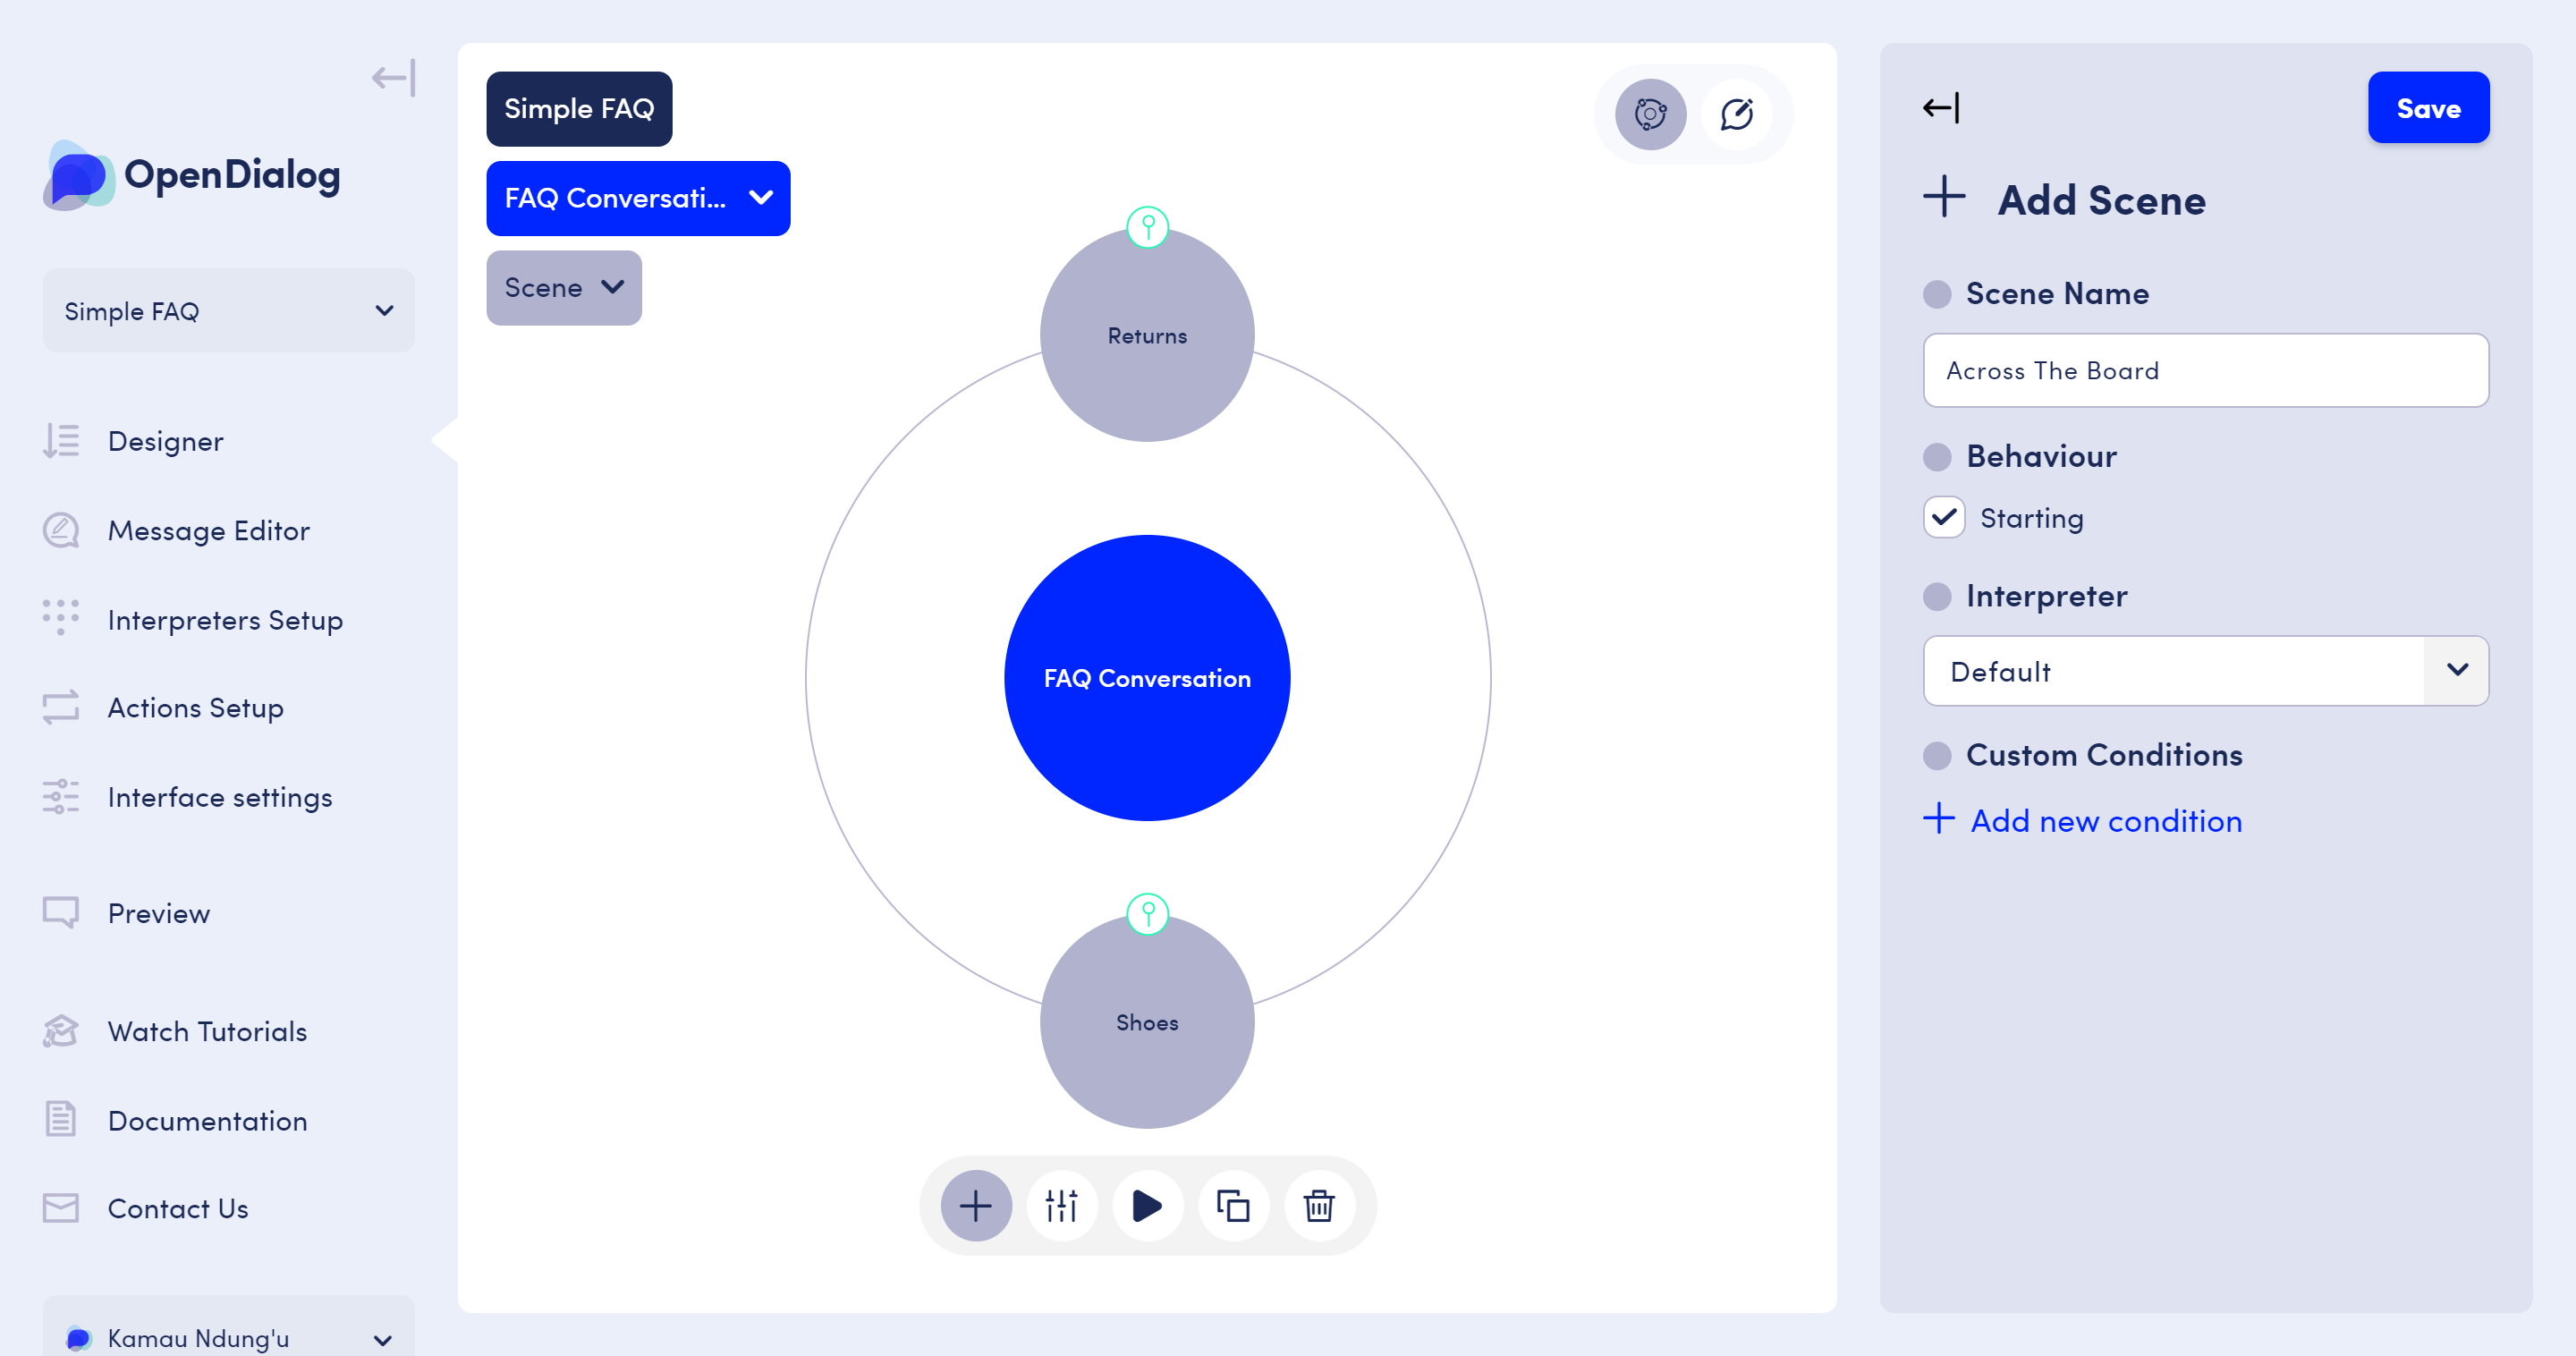 OpenDialog
Simple FAQ
Designer
Message Editor
Interpreters Setup
Actions Setup
Interface settings
Preview
Watch Tutorials
Documentation
Contact Us
Kamau Ndung'u
Simple FAQ
FAQ Conversati...
Scene
Returns
FAQ Conversation
Shoes
Save
Add Scene
Scene Name
Across The Board
Behaviour
Starting
Interpreter
Default
Custom Conditions
Add new condition